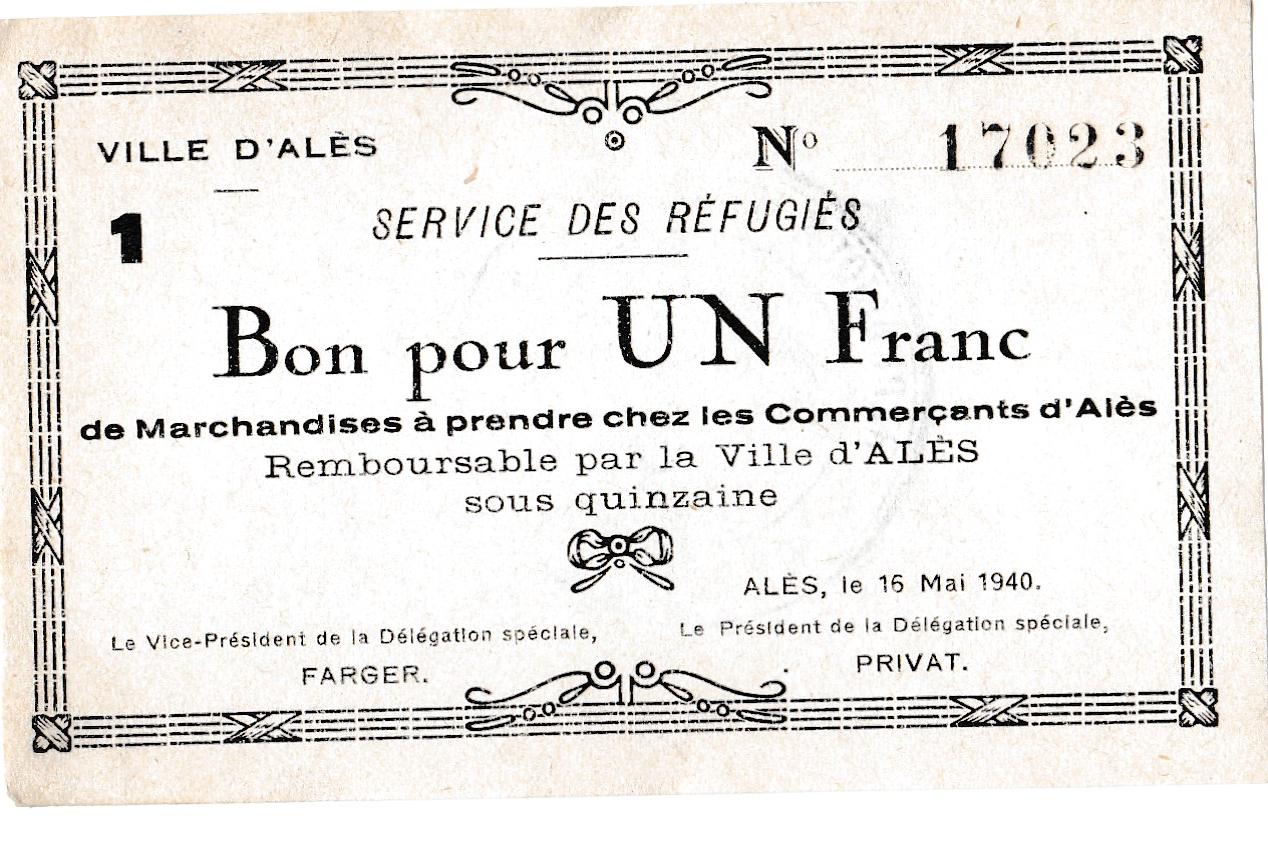 VILLE D'ALÈS
Nº 17023
1
SERVICE DES RÉFUGIÉS
Bon pour UN Franc
de Marchandises à prendre chez les Commerçants d'Alès
Remboursable par la Ville d'ALÈS
sous quinzaine
ALÈS, le 16 Mai 1940.
Le Vice-Président de la Délégation spéciale,
FARGER.
Le Président de la Délégation spéciale,
PRIVAT.